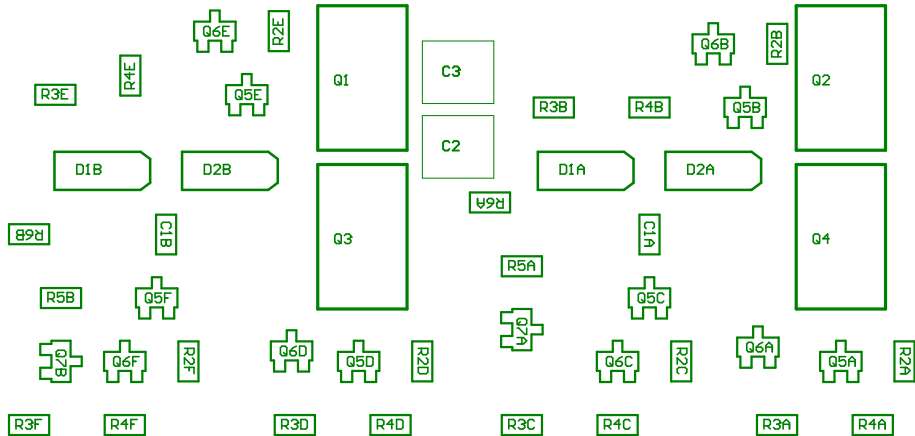 Q6E
R2E
Q6B
R2B
R4E
C3
Q1
Q2
R3E
Q5E
R3B
R4B
Q5B
C2
D1B
D2B
D1A
D2A
R6A
R6B
C1B
C1A
Q3
Q4
R5A
R5B
Q5F
Q5C
Q7A
Q7B
Q6F
R2F
Q6D
Q5D
R2D
Q6C
R2C
Q6A
Q5A
R2A
R3F
R4F
R3D
R4D
R3C
R4C
R3A
R4A